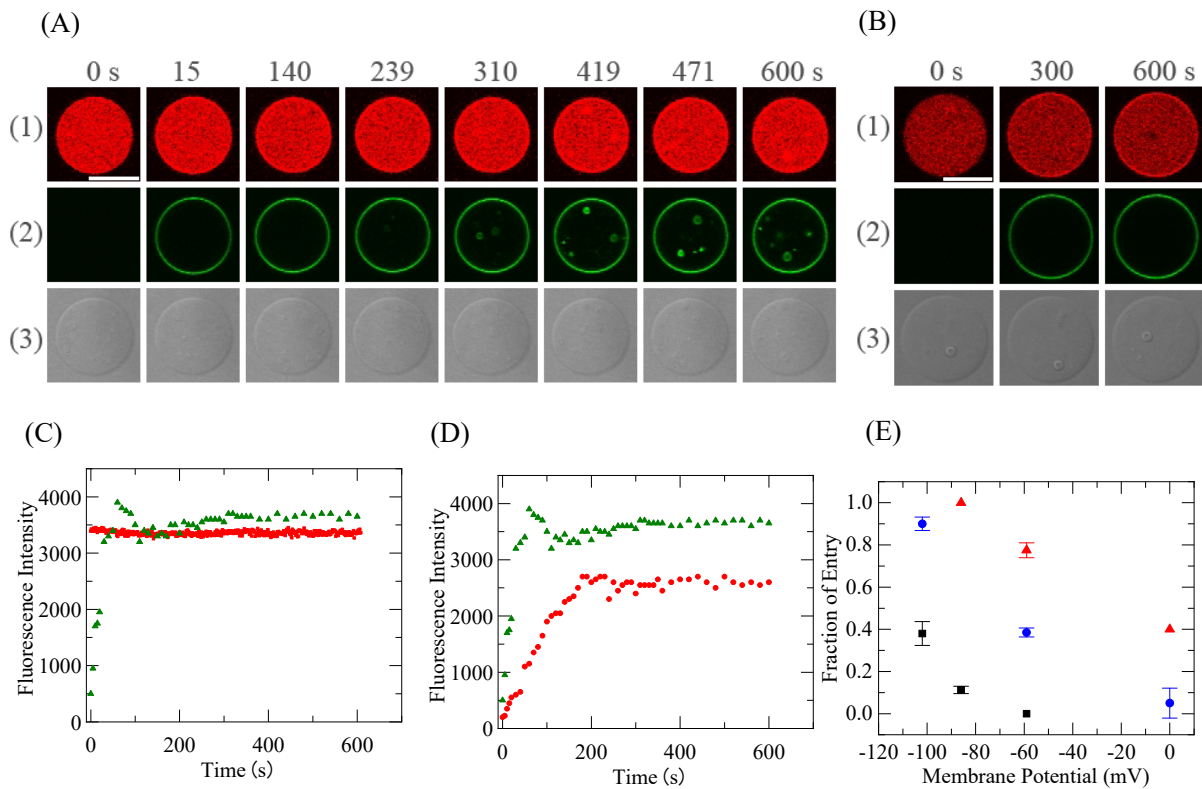 (A)
0 s 15 140 239 310 419 471 600 s
(1)
(2)
(3)
(B)
0 s 300 600 s
(1)
(2)
(3)
(C)
Fluorescence Intensity
4000
3000
2000
1000
0
0 200 400 600
Time (s)
(D)
Fluorescence Intensity
4000
3000
2000
1000
0
0 200 400 600
Time (s)
(E)
Fraction of Entry
1.0
0.8
0.6
0.4
0.2
0.0
-120 -100 -80 -60 -40 -20 0
Membrane Potential (mV)